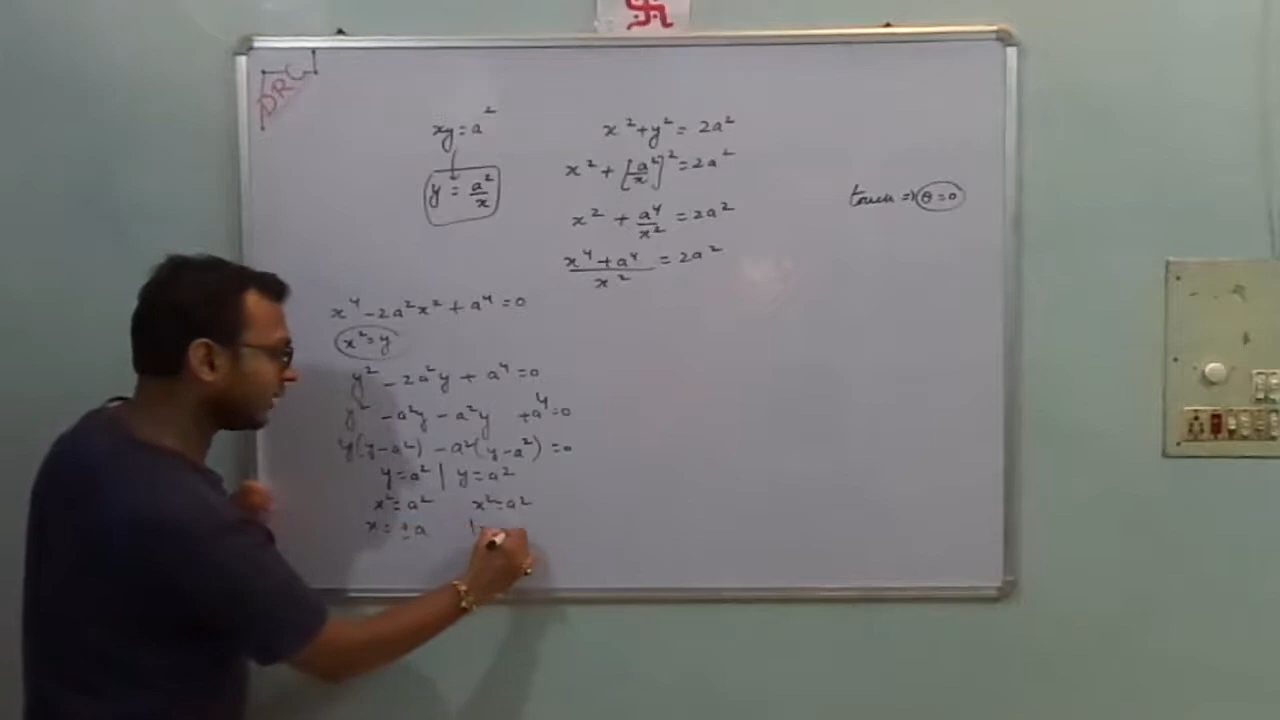 DRC
xy = a²
y = a²/x
x² + y² = 2a²
x² + [a²/x]² = 2a²
x² + a⁴/x² = 2a²
(x⁴ + a⁴)/x² = 2a²
touch ⇒ θ = 0
x⁴ - 2a²x² + a⁴ = 0
x² = y
y² - 2a²y + a⁴ = 0
y² - a²y - a²y + a⁴ = 0
y(y - a²) - a²(y - a²) = 0
y = a² | y = a²
x² = a² x² = a²
x = ± a